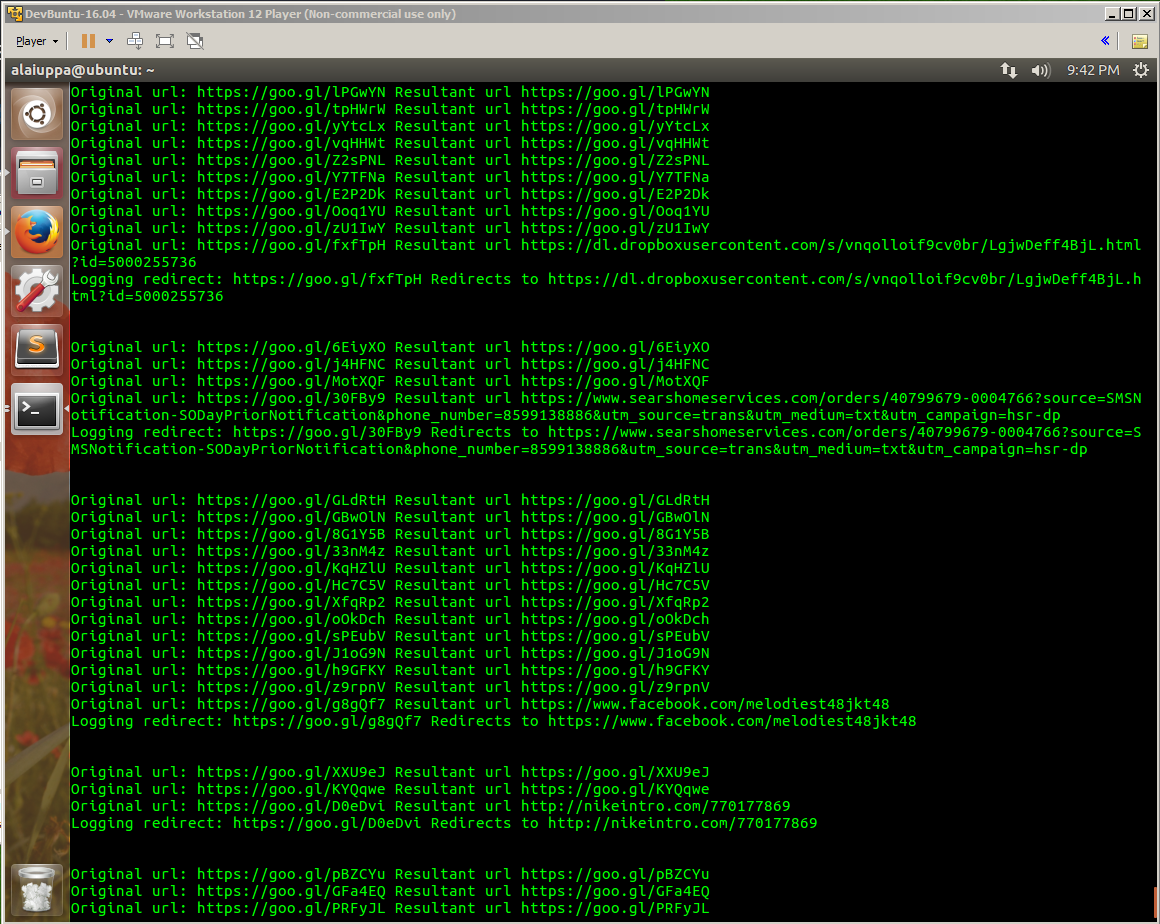 DevBuntu-16.04 - VMware Workstation 12 Player (Non-commercial use only)
Player
alaiuppa@ubuntu: ~
9:42 PM
Original url: https://goo.gl/lPGwYN Resultant url https://goo.gl/lPGwYN
Original url: https://goo.gl/tpHWrW Resultant url https://goo.gl/tpHWrW
Original url: https://goo.gl/yYtcLx Resultant url https://goo.gl/yYtcLx
Original url: https://goo.gl/vqHHWt Resultant url https://goo.gl/vqHHWt
Original url: https://goo.gl/Z2sPNL Resultant url https://goo.gl/Z2sPNL
Original url: https://goo.gl/Y7TFNa Resultant url https://goo.gl/Y7TFNa
Original url: https://goo.gl/E2P2Dk Resultant url https://goo.gl/E2P2Dk
Original url: https://goo.gl/Ooq1YU Resultant url https://goo.gl/Ooq1YU
Original url: https://goo.gl/zU1IwY Resultant url https://goo.gl/zU1IwY
Original url: https://goo.gl/fxfTpH Resultant url https://dl.dropboxusercontent.com/s/vnqolloif9cv0br/LgjwDeff4BjL.html
?id=5000255736
Logging redirect: https://goo.gl/fxfTpH Redirects to https://dl.dropboxusercontent.com/s/vnqolloif9cv0br/LgjwDeff4BjL.h
tml?id=5000255736
Original url: https://goo.gl/6EiyXO Resultant url https://goo.gl/6EiyXO
Original url: https://goo.gl/j4HFNC Resultant url https://goo.gl/j4HFNC
Original url: https://goo.gl/MotXQF Resultant url https://goo.gl/MotXQF
Original url: https://goo.gl/30FBy9 Resultant url https://www.searshomeservices.com/orders/40799679-0004766?source=SMSN
otification-SODayPriorNotification&phone_number=8599138886&utm_source=trans&utm_medium=txt&utm_campaign=hsr-dp
Logging redirect: https://goo.gl/30FBy9 Redirects to https://www.searshomeservices.com/orders/40799679-0004766?source=S
MSNotification-SODayPriorNotification&phone_number=8599138886&utm_source=trans&utm_medium=txt&utm_campaign=hsr-dp
Original url: https://goo.gl/GLdRtH Resultant url https://goo.gl/GLdRtH
Original url: https://goo.gl/GBwOlN Resultant url https://goo.gl/GBwOlN
Original url: https://goo.gl/8G1Y5B Resultant url https://goo.gl/8G1Y5B
Original url: https://goo.gl/33nM4z Resultant url https://goo.gl/33nM4z
Original url: https://goo.gl/KqHZlU Resultant url https://goo.gl/KqHZlU
Original url: https://goo.gl/Hc7C5V Resultant url https://goo.gl/Hc7C5V
Original url: https://goo.gl/XfqRp2 Resultant url https://goo.gl/XfqRp2
Original url: https://goo.gl/oOkDch Resultant url https://goo.gl/oOkDch
Original url: https://goo.gl/sPEubV Resultant url https://goo.gl/sPEubV
Original url: https://goo.gl/J1oG9N Resultant url https://goo.gl/J1oG9N
Original url: https://goo.gl/h9GFKY Resultant url https://goo.gl/h9GFKY
Original url: https://goo.gl/z9rpnV Resultant url https://goo.gl/z9rpnV
Original url: https://goo.gl/g8gQf7 Resultant url https://www.facebook.com/melodiest48jkt48
Logging redirect: https://goo.gl/g8gQf7 Redirects to https://www.facebook.com/melodiest48jkt48
Original url: https://goo.gl/XXU9eJ Resultant url https://goo.gl/XXU9eJ
Original url: https://goo.gl/KYQqwe Resultant url https://goo.gl/KYQqwe
Original url: https://goo.gl/D0eDvi Resultant url http://nikeintro.com/770177869
Logging redirect: https://goo.gl/D0eDvi Redirects to http://nikeintro.com/770177869
Original url: https://goo.gl/pBZCYu Resultant url https://goo.gl/pBZCYu
Original url: https://goo.gl/GFa4EQ Resultant url https://goo.gl/GFa4EQ
Original url: https://goo.gl/PRFyJL Resultant url https://goo.gl/PRFyJL